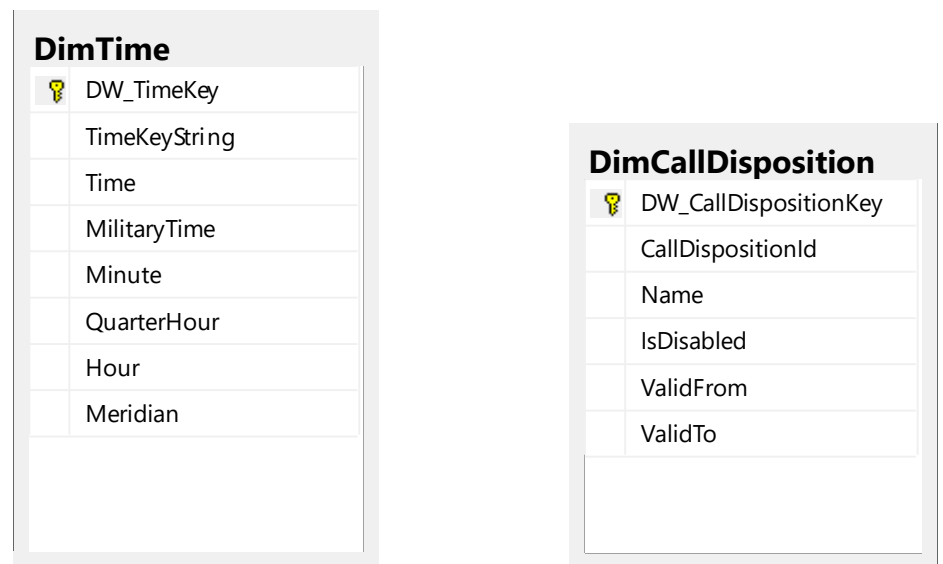 DimTime
DW_TimeKey
TimeKeyString
Time
MilitaryTime
Minute
QuarterHour
Hour
Meridian
DimCallDisposition
DW_CallDispositionKey
CallDispositionId
Name
IsDisabled
ValidFrom
ValidTo